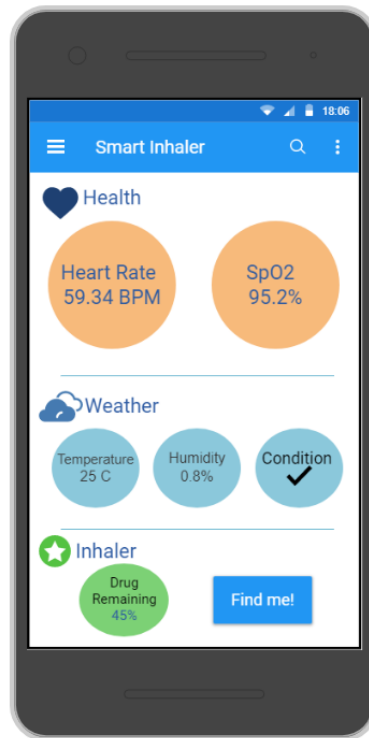 18:06
Smart Inhaler
Health
Heart Rate
59.34 BPM
SpO2
95.2%
Weather
Temperature
25 C
Humidity
0.8%
Condition
Inhaler
Drug
Remaining
45%
Find me!